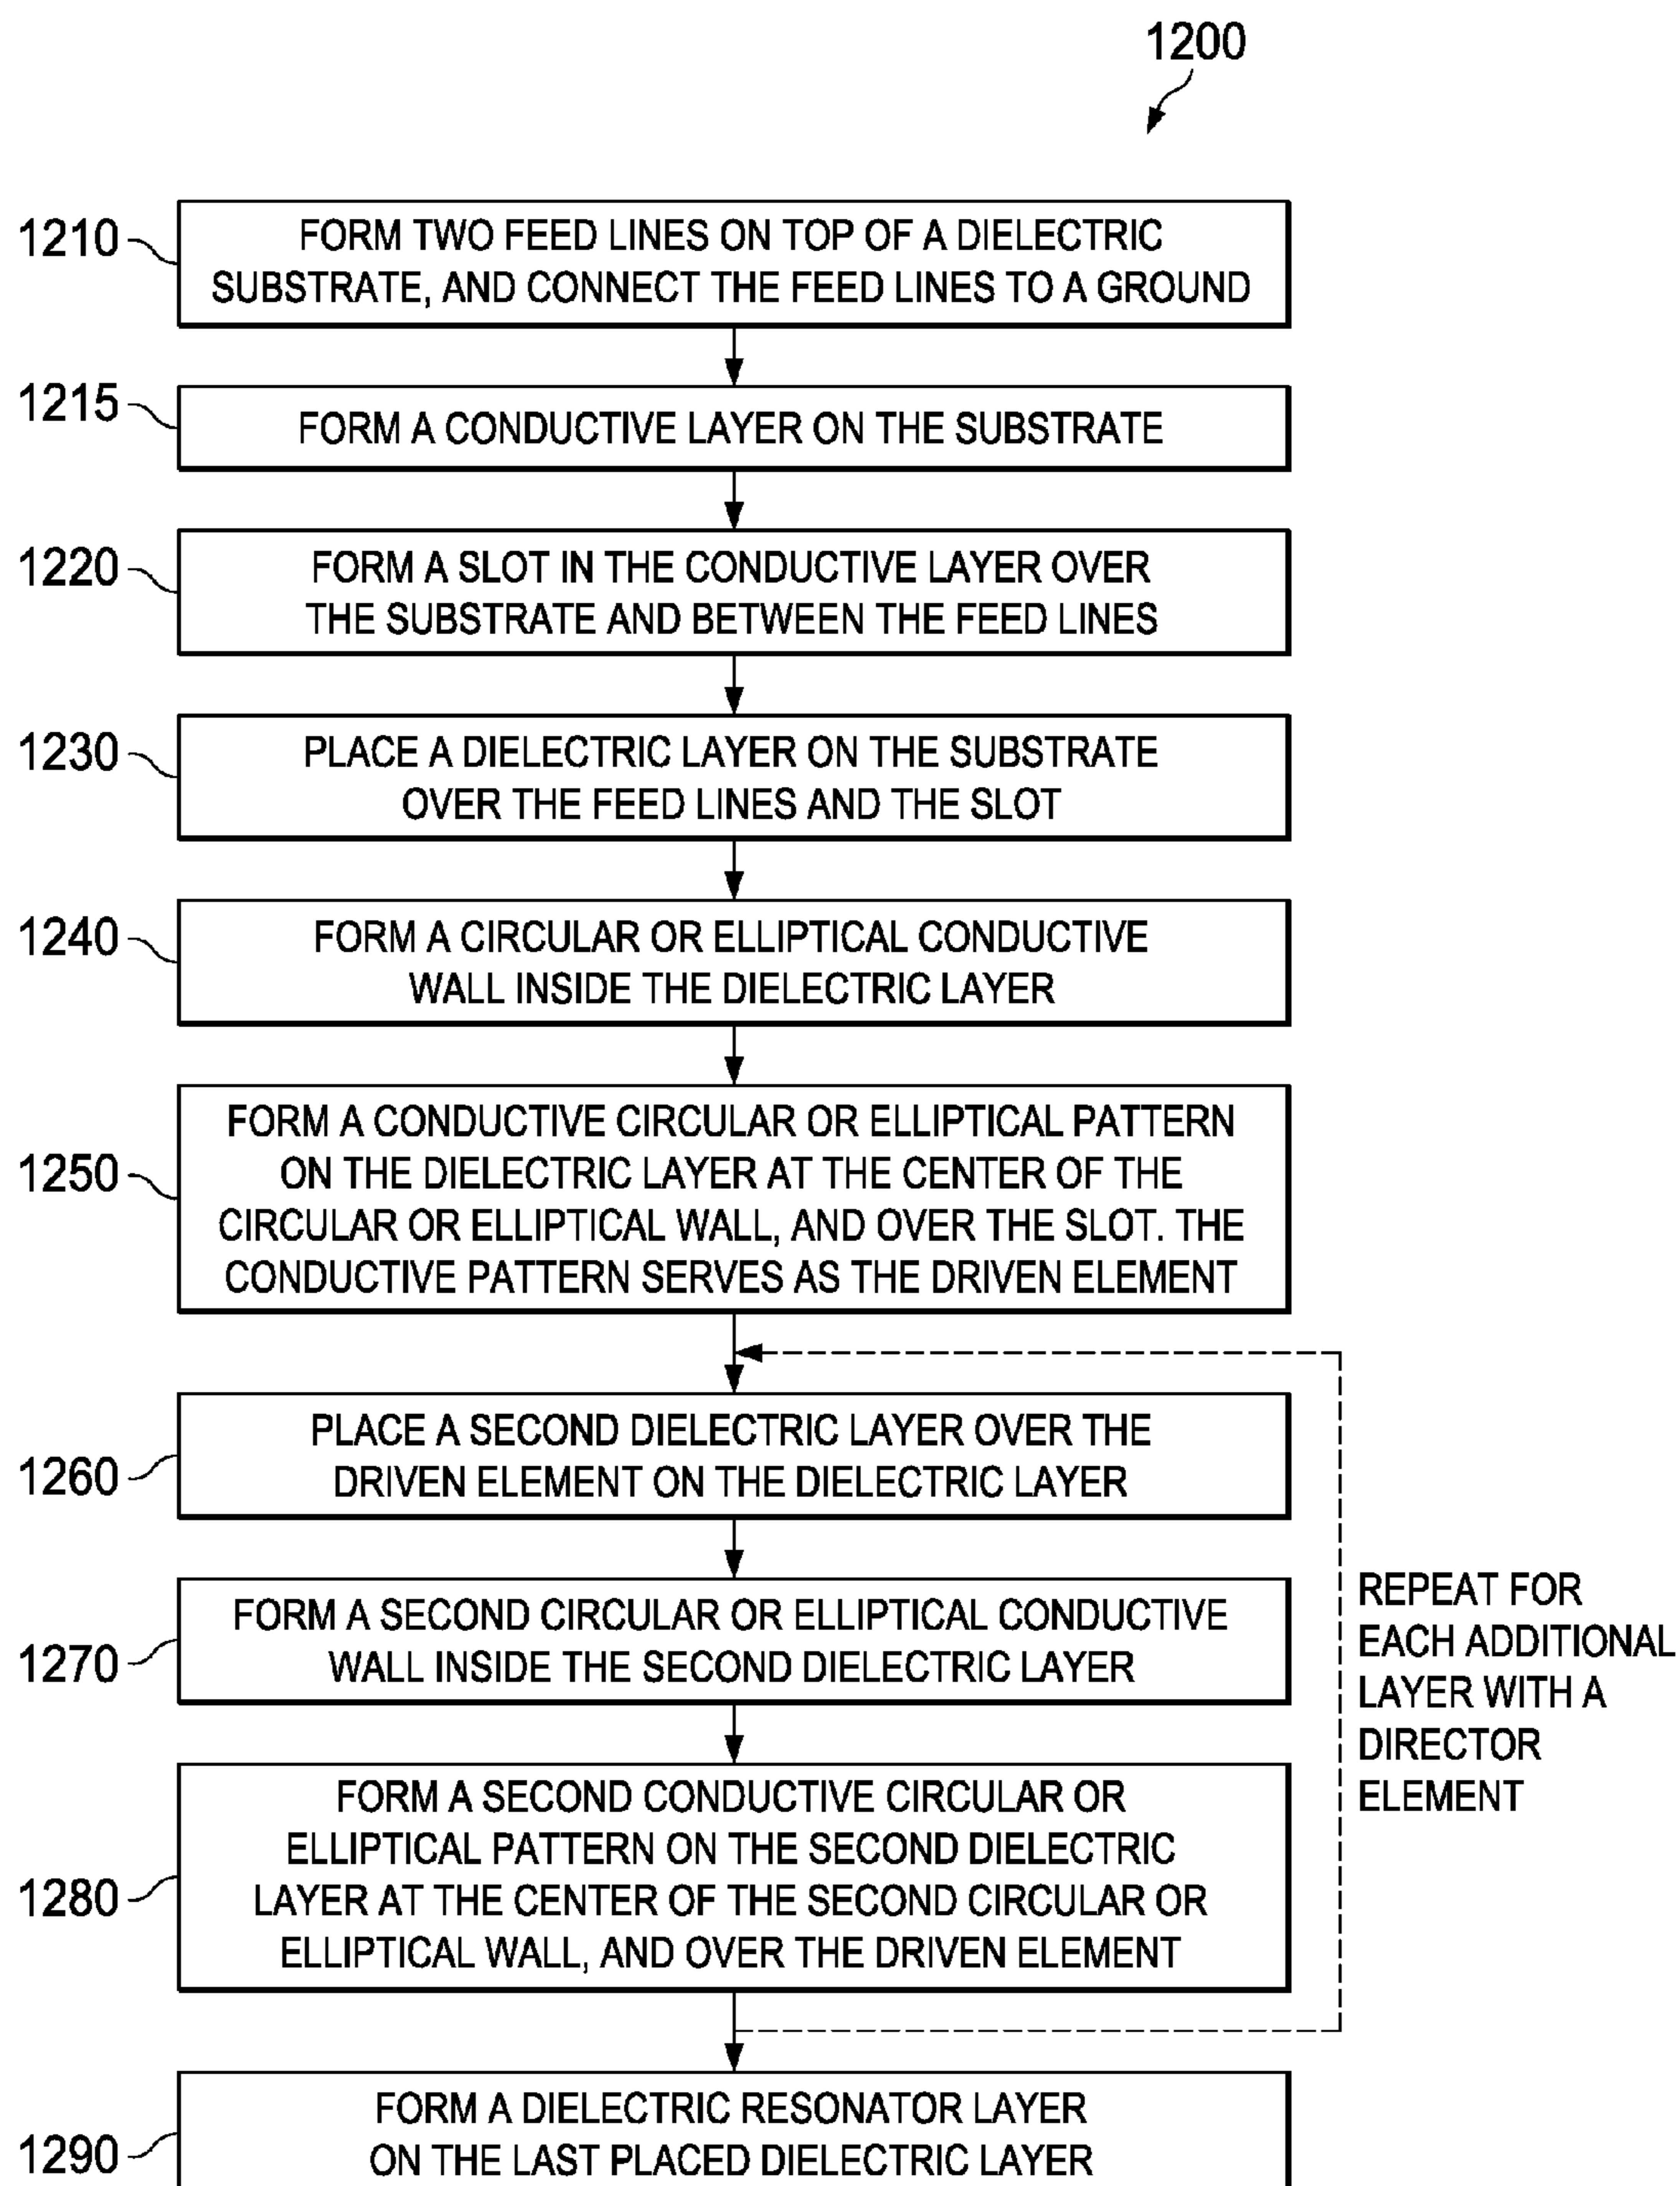 1200
1210
FORM TWO FEED LINES ON TOP OF A DIELECTRIC
SUBSTRATE, AND CONNECT THE FEED LINES TO A GROUND
1215
FORM A CONDUCTIVE LAYER ON THE SUBSTRATE
1220
FORM A SLOT IN THE CONDUCTIVE LAYER OVER
THE SUBSTRATE AND BETWEEN THE FEED LINES
1230
PLACE A DIELECTRIC LAYER ON THE SUBSTRATE
OVER THE FEED LINES AND THE SLOT
1240
FORM A CIRCULAR OR ELLIPTICAL CONDUCTIVE
WALL INSIDE THE DIELECTRIC LAYER
1250
FORM A CONDUCTIVE CIRCULAR OR ELLIPTICAL PATTERN
ON THE DIELECTRIC LAYER AT THE CENTER OF THE
CIRCULAR OR ELLIPTICAL WALL, AND OVER THE SLOT. THE
CONDUCTIVE PATTERN SERVES AS THE DRIVEN ELEMENT
1260
PLACE A SECOND DIELECTRIC LAYER OVER THE
DRIVEN ELEMENT ON THE DIELECTRIC LAYER
1270
FORM A SECOND CIRCULAR OR ELLIPTICAL CONDUCTIVE
WALL INSIDE THE SECOND DIELECTRIC LAYER
REPEAT FOR
EACH ADDITIONAL
LAYER WITH A
DIRECTOR
ELEMENT
1280
FORM A SECOND CONDUCTIVE CIRCULAR OR
ELLIPTICAL PATTERN ON THE SECOND DIELECTRIC
LAYER AT THE CENTER OF THE SECOND CIRCULAR OR
ELLIPTICAL WALL, AND OVER THE DRIVEN ELEMENT
1290
FORM A DIELECTRIC RESONATOR LAYER
ON THE LAST PLACED DIELECTRIC LAYER